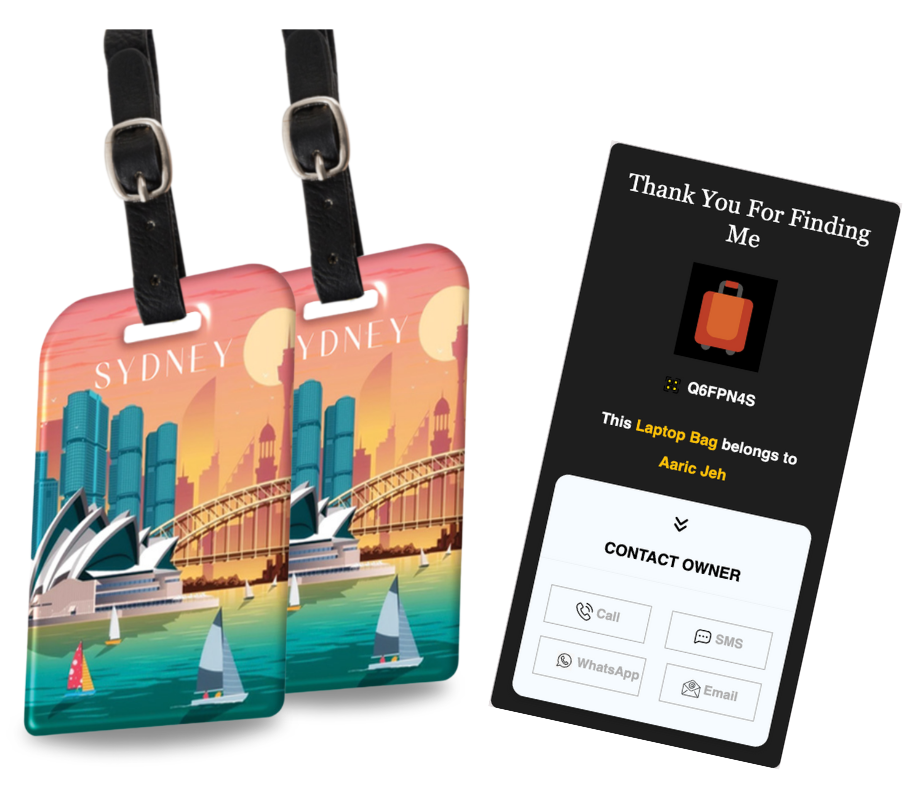 SYDNEY
YDNEY
Thank You For Finding
Me
Q6FPN4S
This Laptop Bag belongs to
Aaric Jeh
CONTACT OWNER
Call
SMS
WhatsApp
Email